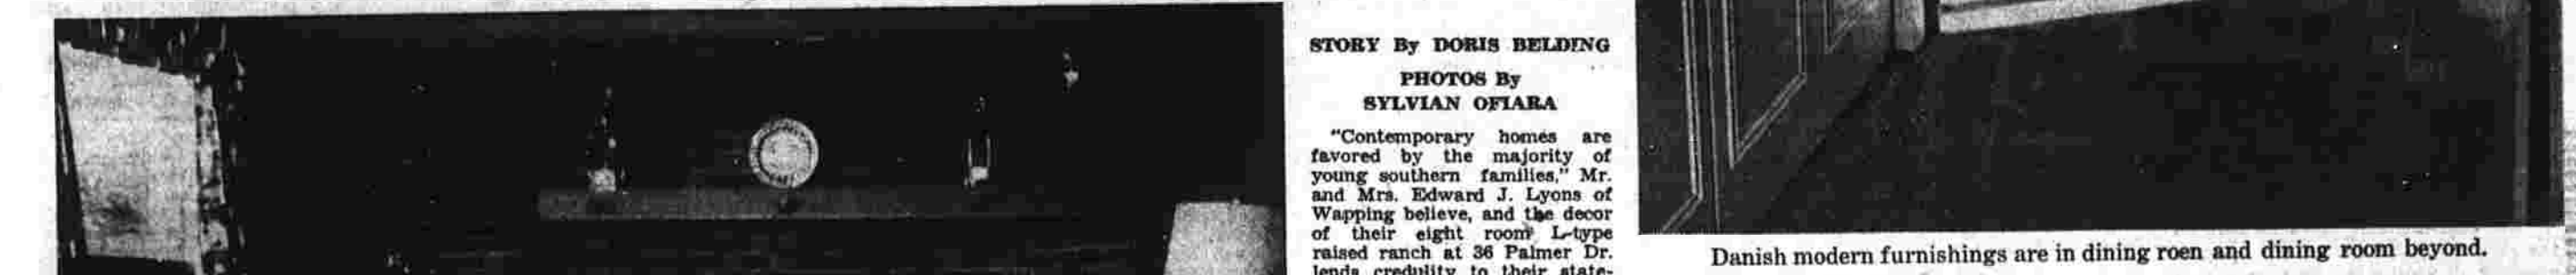 STORY By DORIS BELDING
PHOTOS By
SYLVIAN OFIARA
"Contemporary homes are
favored by the majority of
young southern families," Mr.
and Mrs. Edward J. Lyons of
Wapping believe, and the decor
of their eight room L-type
raised ranch at 36 Palmer Dr.
lends credulity to their state-
Danish modern furnishings are in dining roen and dining room beyond.